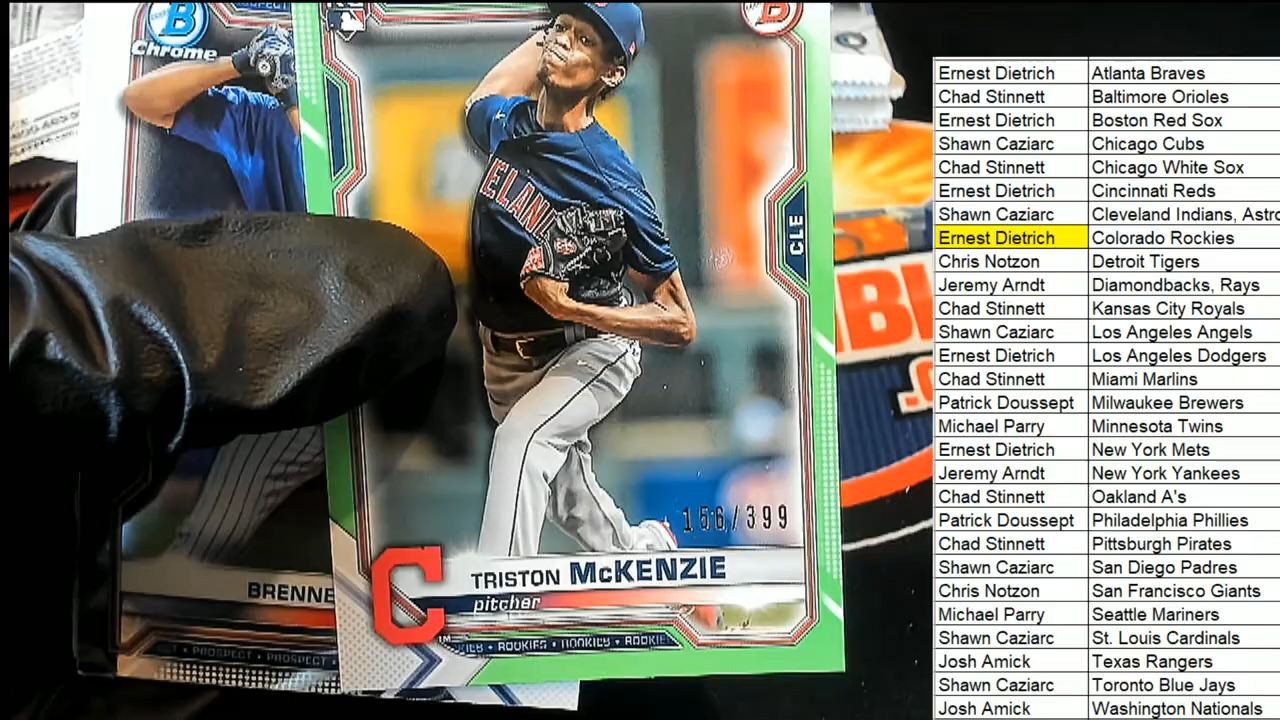 Chrome
ELAN
CLE
156/399
TRISTON McKENZIE
pitcher
ROOKIES • ROOKIES • ROOKIE
BRENNE
PROSPECT • PROSPECT
Ernest Dietrich Atlanta Braves
Chad Stinnett Baltimore Orioles
Ernest Dietrich Boston Red Sox
Shawn Caziarc Chicago Cubs
Chad Stinnett Chicago White Sox
Ernest Dietrich Cincinnati Reds
Shawn Caziarc Cleveland Indians, Astr
Ernest Dietrich Colorado Rockies
Chris Notzon Detroit Tigers
Jeremy Arndt Diamondbacks, Rays
Chad Stinnett Kansas City Royals
Shawn Caziarc Los Angeles Angels
Ernest Dietrich Los Angeles Dodgers
Chad Stinnett Miami Marlins
Patrick Doussept Milwaukee Brewers
Michael Parry Minnesota Twins
Ernest Dietrich New York Mets
Jeremy Arndt New York Yankees
Chad Stinnett Oakland A's
Patrick Doussept Philadelphia Phillies
Chad Stinnett Pittsburgh Pirates
Shawn Caziarc San Diego Padres
Chris Notzon San Francisco Giants
Michael Parry Seattle Mariners
Shawn Caziarc St. Louis Cardinals
Josh Amick Texas Rangers
Shawn Caziarc Toronto Blue Jays
Josh Amick Washington Nationals